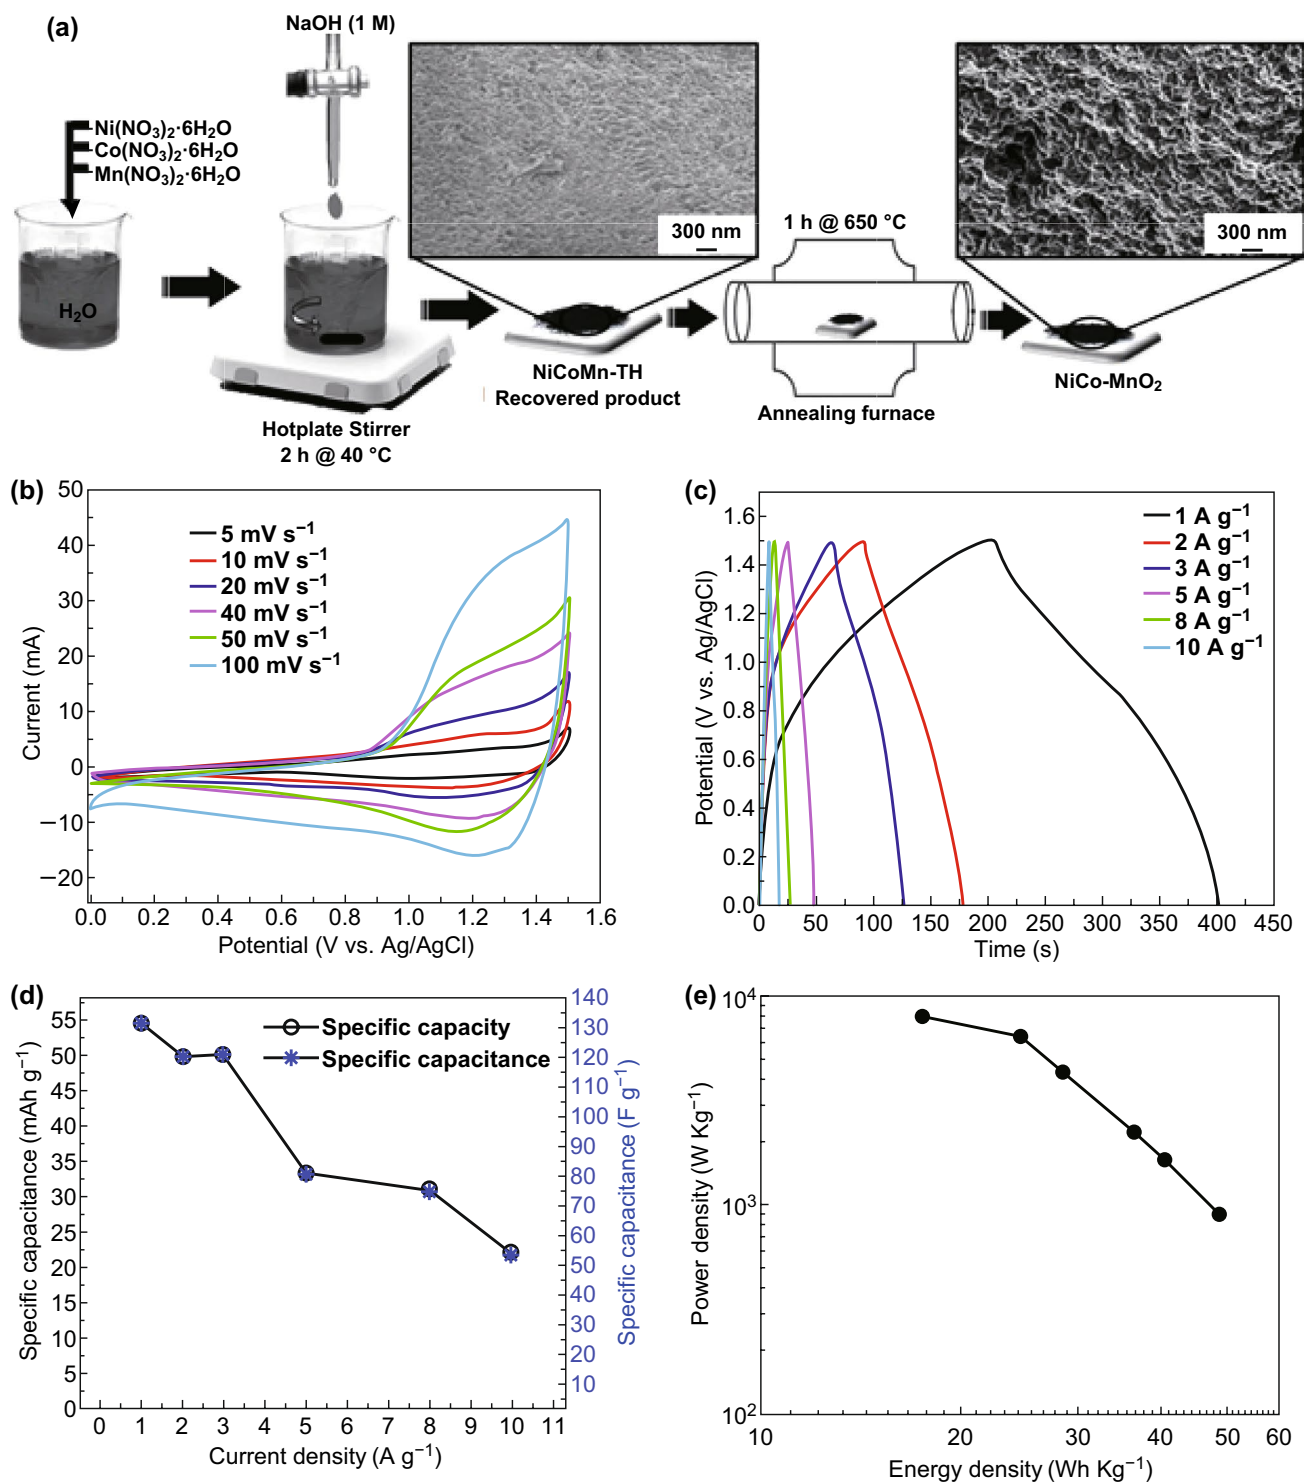 (a)
NaOH (1 M)
Ni(NO₃)₂·6H₂O
Co(NO₃)₂·6H₂O
Mn(NO₃)₂·6H₂O
H₂O
Hotplate Stirrer
2 h @ 40 °C
300 nm
NiCoMn-TH
Recovered product
1 h @ 650 °C
Annealing furnace
300 nm
NiCo-MnO₂
(b)
50
40
30
20
10
0
−10
−20
Current (mA)
5 mV s⁻¹
10 mV s⁻¹
20 mV s⁻¹
40 mV s⁻¹
50 mV s⁻¹
100 mV s⁻¹
0.0 0.2 0.4 0.6 0.8 1.0 1.2 1.4 1.6
Potential (V vs. Ag/AgCl)
(c)
1.6
1.4
1.2
1.0
0.8
0.6
0.4
0.2
0.0
Potential (V vs. Ag/AgCl)
1 A g⁻¹
2 A g⁻¹
3 A g⁻¹
5 A g⁻¹
8 A g⁻¹
10 A g⁻¹
0 50 100 150 200 250 300 350 400 450
Time (s)
(d)
55
50
45
40
35
30
25
20
15
10
5
0
Specific capacitance (mAh g⁻¹)
Specific capacity
Specific capacitance
140
130
120
110
100
90
80
70
60
50
40
30
20
10
Specific capacitance (F g⁻¹)
0 1 2 3 4 5 6 7 8 9 10 11
Current density (A g⁻¹)
(e)
10⁴
10³
10²
Power density (W Kg⁻¹)
10 20 30 40 50 60
Energy density (Wh Kg⁻¹)